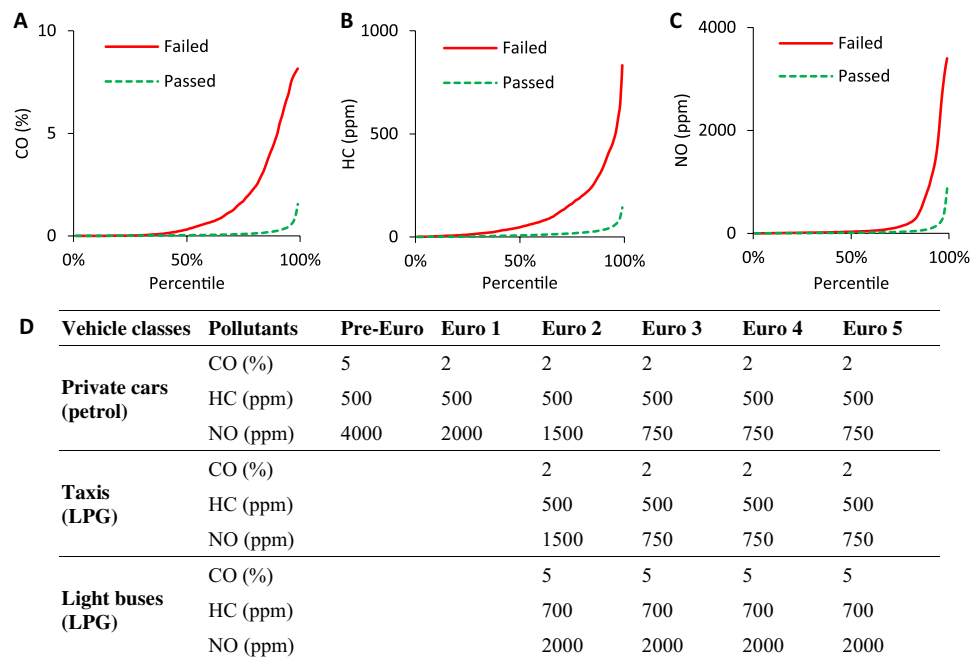 A
10
5
0
CO (%)
Failed
Passed
0%
50%
100%
Percentile
B
1000
500
0
HC (ppm)
Failed
Passed
0%
50%
100%
Percentile
C
4000
2000
0
NO (ppm)
Failed
Passed
0%
50%
100%
Percentile
D
Vehicle classes Pollutants Pre-Euro Euro 1 Euro 2 Euro 3 Euro 4 Euro 5
Private cars
(petrol)
CO (%) 5 2 2 2 2 2
HC (ppm) 500 500 500 500 500 500
NO (ppm) 4000 2000 1500 750 750 750
Taxis
(LPG)
CO (%) 2 2 2 2
HC (ppm) 500 500 500 500
NO (ppm) 1500 750 750 750
Light buses
(LPG)
CO (%) 5 5 5 5
HC (ppm) 700 700 700 700
NO (ppm) 2000 2000 2000 2000